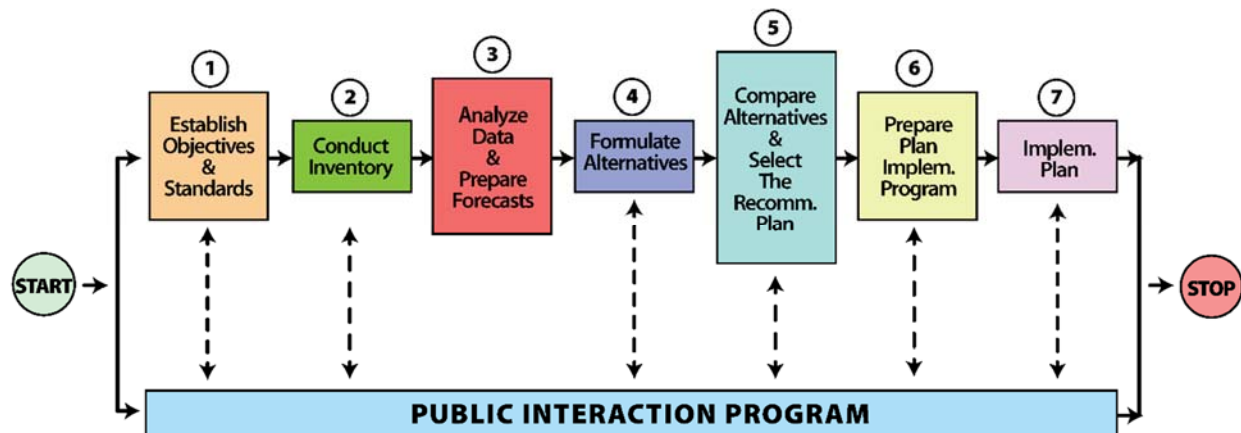 1
Establish
Objectives
&
Standards
2
Conduct
Inventory
3
Analyze
Data
&
Prepare
Forecasts
4
Formulate
Alternatives
5
Compare
Alternatives
&
Select
The
Recomm.
Plan
6
Prepare
Plan
Implem.
Program
7
Implem.
Plan
START
STOP
PUBLIC INTERACTION PROGRAM